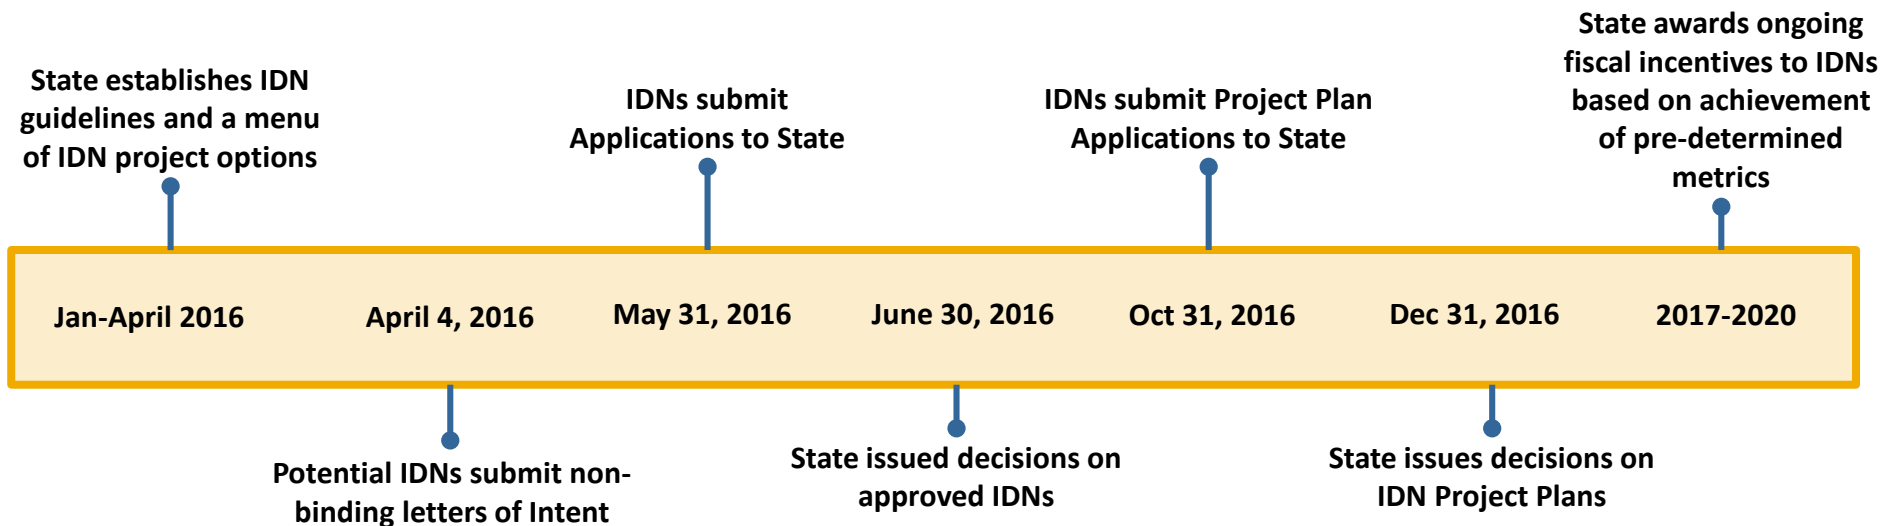 State establishes IDN
guidelines and a menu
of IDN project options
IDNs submit
Applications to State
IDNs submit Project Plan
Applications to State
State awards ongoing
fiscal incentives to IDNs
based on achievement
of pre-determined
metrics
Jan-April 2016
April 4, 2016
May 31, 2016
June 30, 2016
Oct 31, 2016
Dec 31, 2016
2017-2020
Potential IDNs submit non-
binding letters of Intent
State issued decisions on
approved IDNs
State issues decisions on
IDN Project Plans